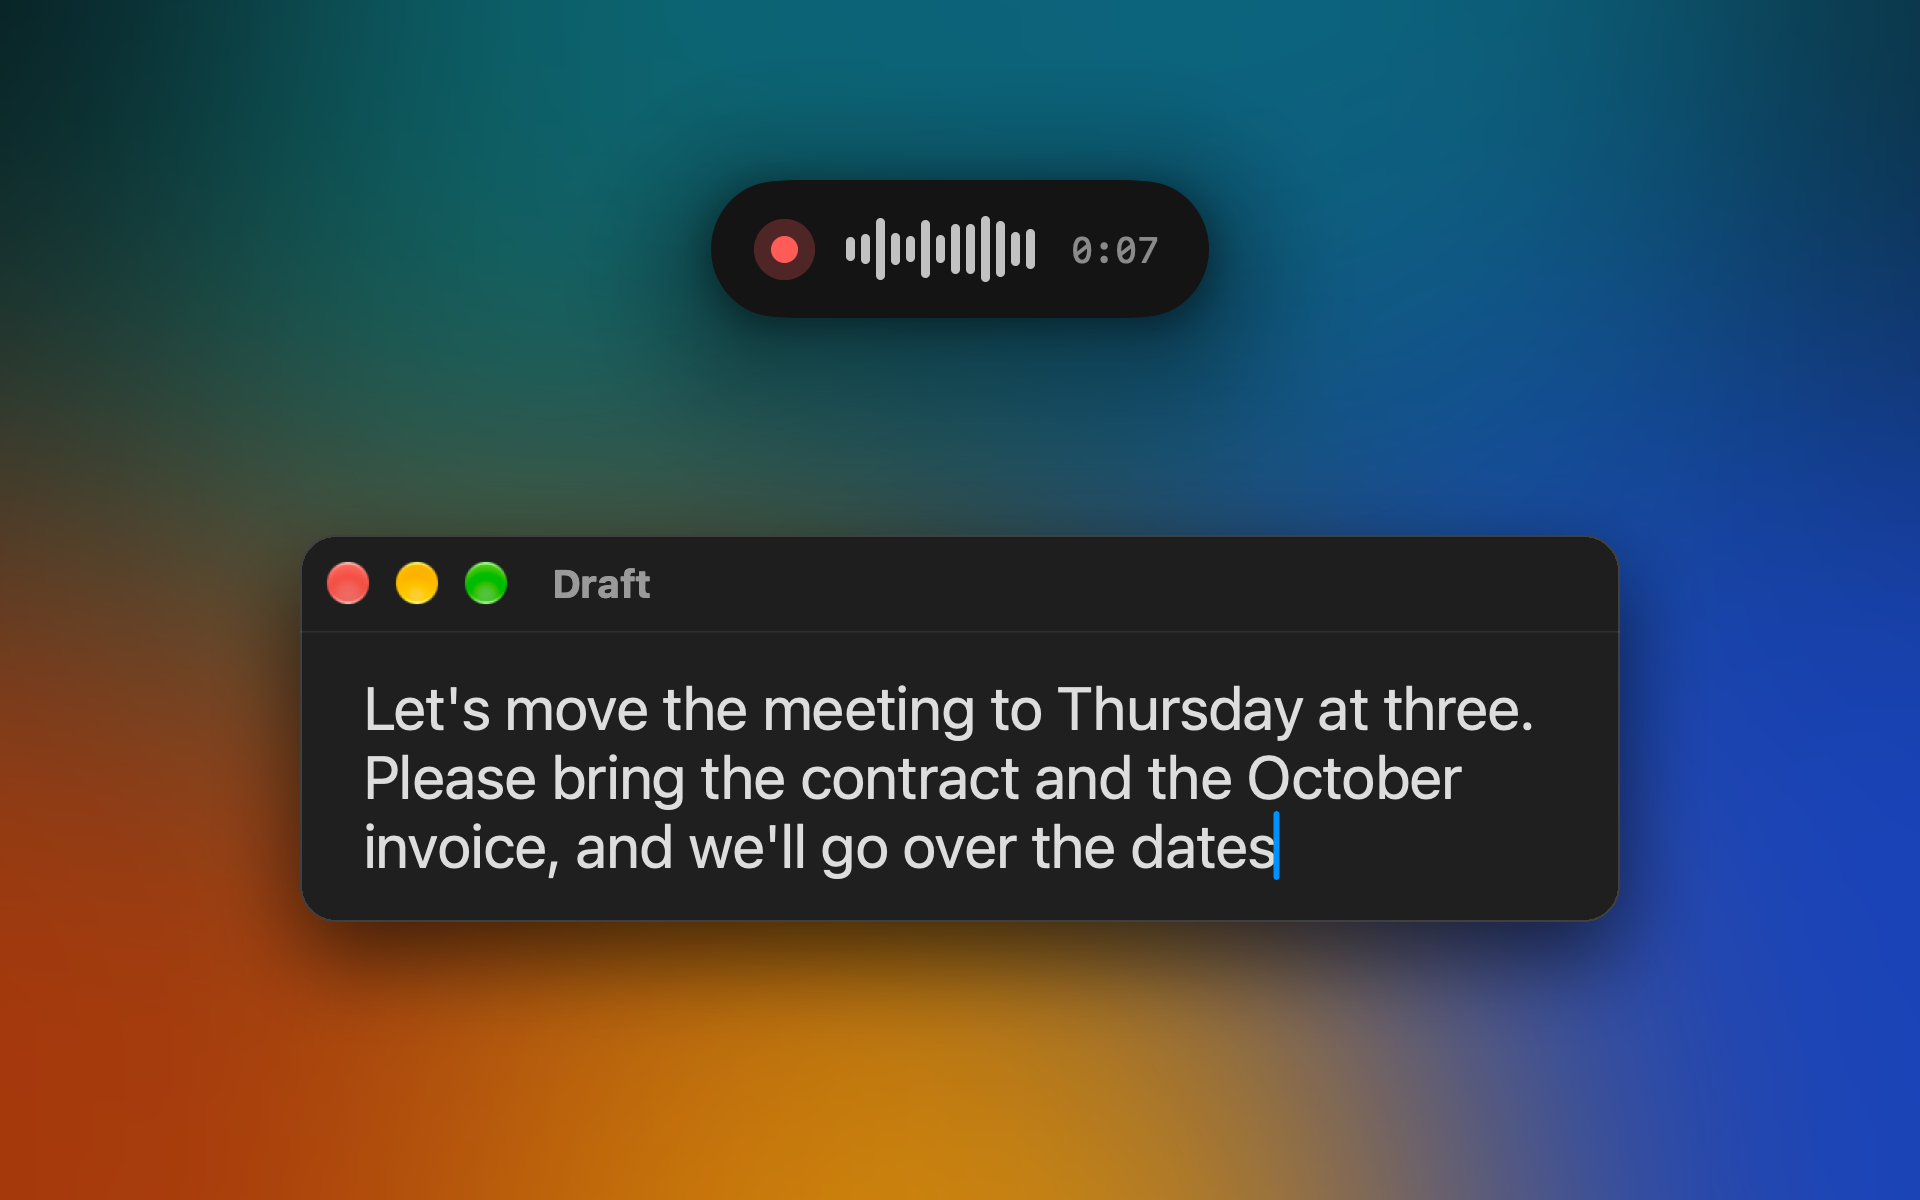 0:07
Draft
Let's move the meeting to Thursday at three.
Please bring the contract and the October
invoice, and we'll go over the dates